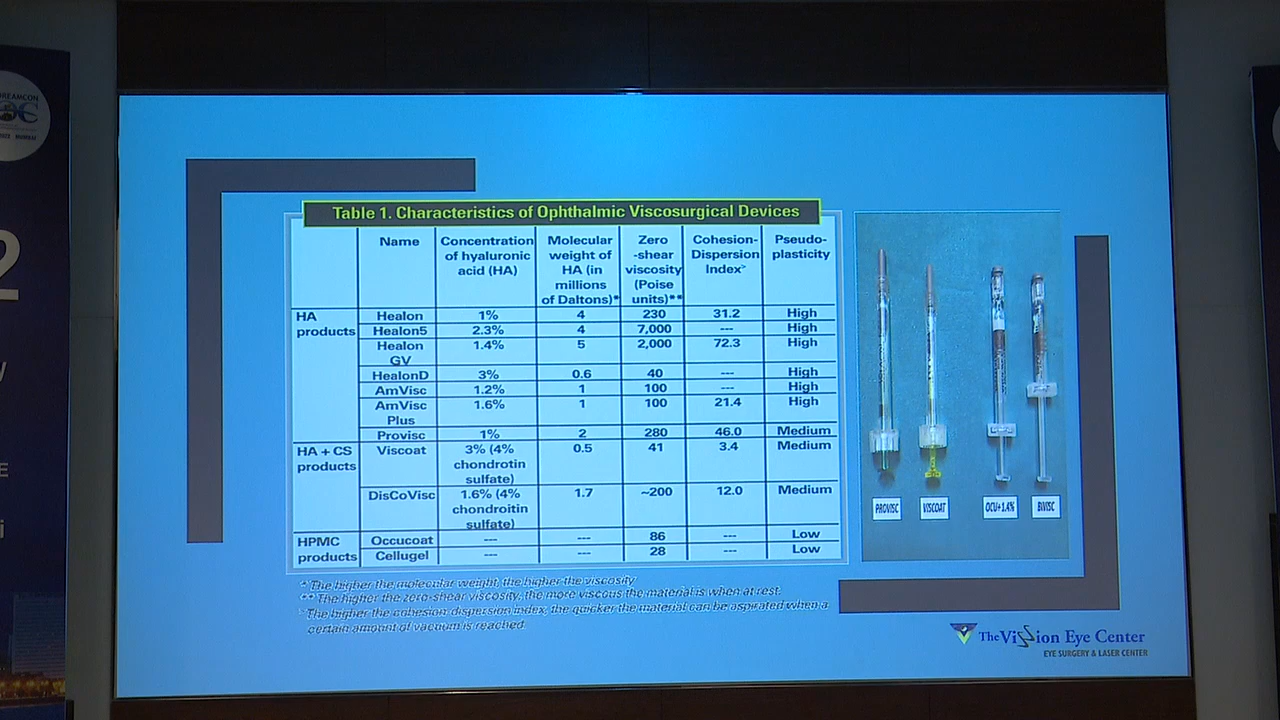 DREAMCON
2
Table 1. Characteristics of Ophthalmic Viscosurgical Devices
Name Concentration of hyaluronic acid (HA) Molecular weight of HA (in millions of Daltons)* Zero -shear viscosity (Poise units)** Cohesion-Dispersion Index> Pseudo-plasticity
HA products Healon 1% 4 230 31.2 High
Healon5 2.3% 4 7,000 --- High
Healon GV 1.4% 5 2,000 72.3 High
HealonD 3% 0.6 40 --- High
AmVisc 1.2% 1 100 --- High
AmVisc Plus 1.6% 1 100 21.4 High
Provisc 1% 2 280 46.0 Medium
HA + CS products Viscoat 3% (4% chondrotin sulfate) 0.5 41 3.4 Medium
DisCoVisc 1.6% (4% chondroitin sulfate) 1.7 ~200 12.0 Medium
HPMC products Occucoat --- --- 86 --- Low
Cellugel --- --- 28 --- Low
* The higher the molecular weight the higher the viscosity
** The higher the zero-shear viscosity, the more viscous the material is when at rest.
> The higher the cohesion-dispersion index, the quicker the material can be aspirated when a
certain amount of vacuum is reached.
PROVISC VISCOAT OCU+1.4% BIVISC
The Vizzion Eye Center
EYE SURGERY & LASER CENTER